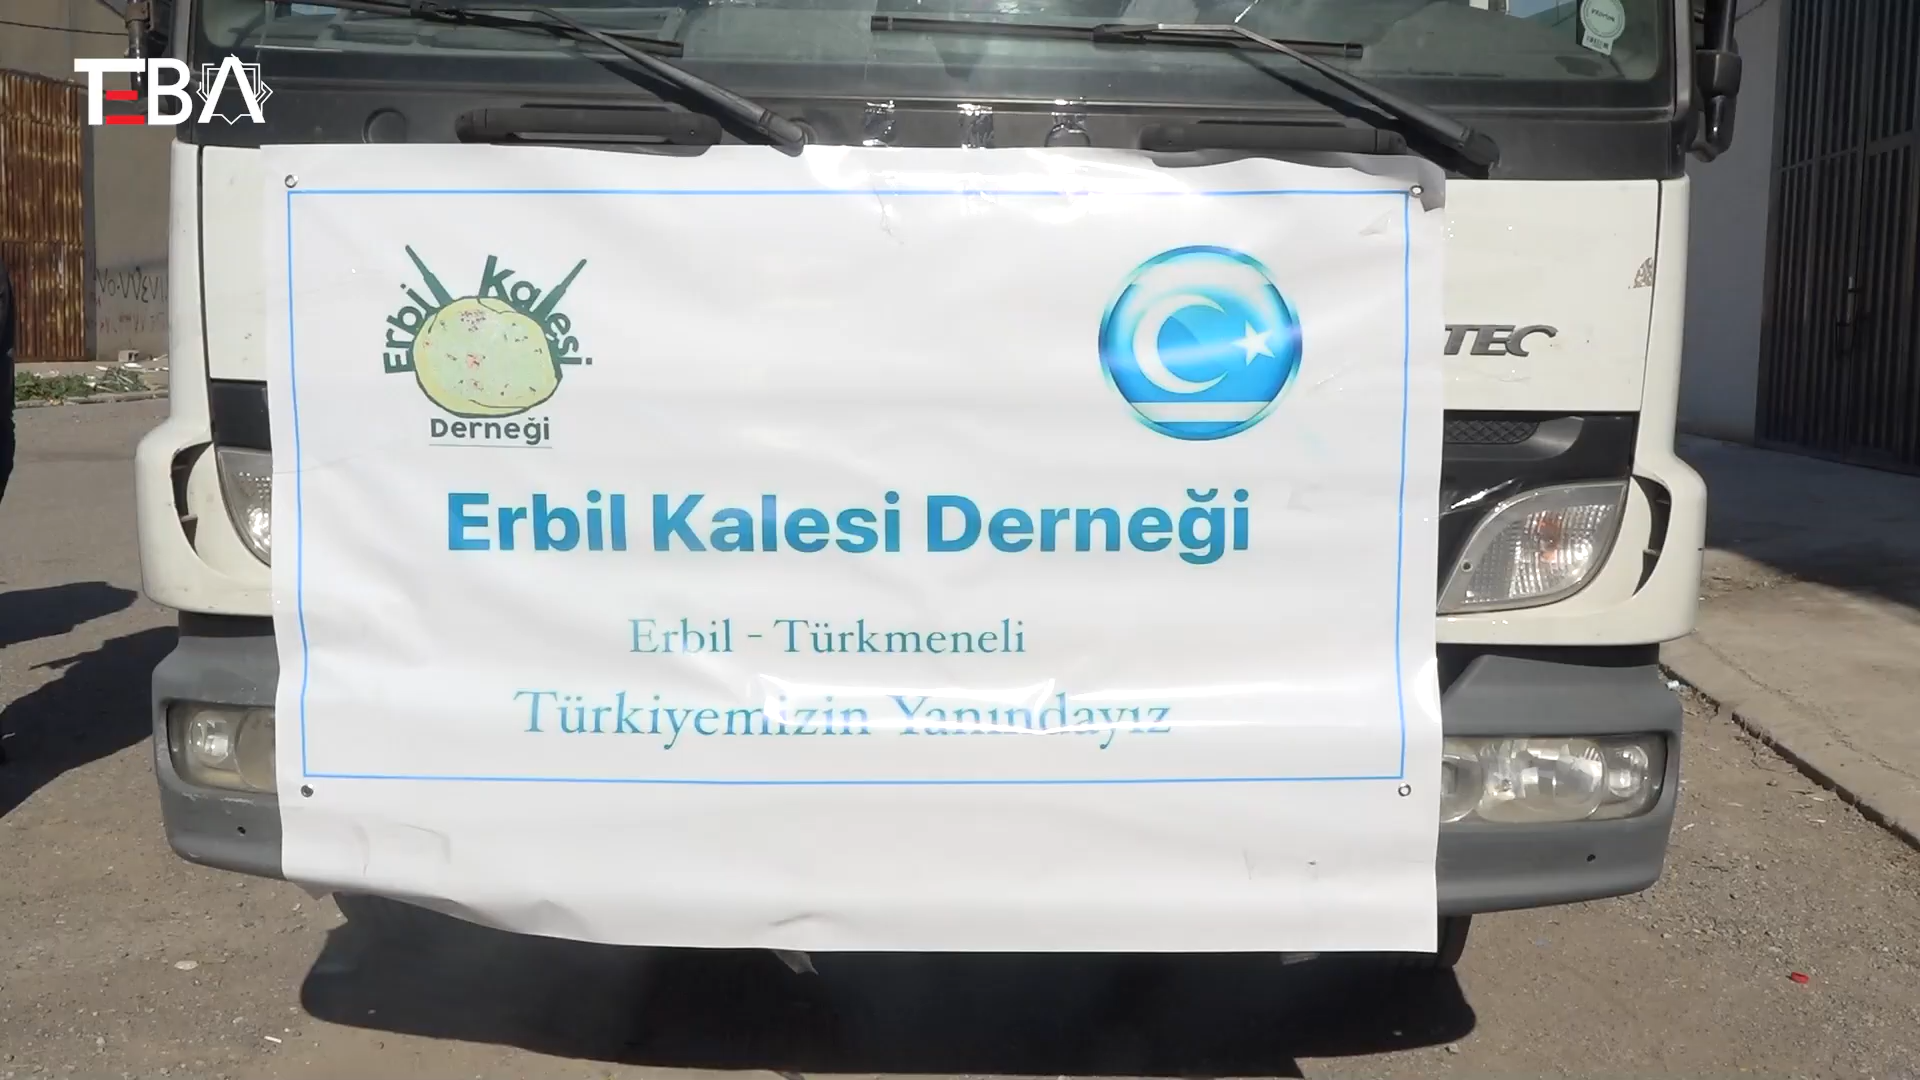 TEBA
Erbil Kalesi
Derneği
Erbil Kalesi Derneği
Erbil - Türkmeneli
Türkiyemizin Yanındayız
TEC